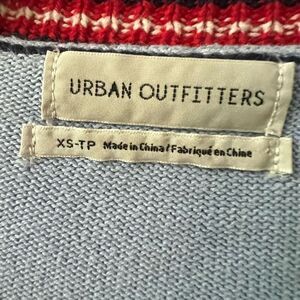 URBAN OUTFITTERS
XS-TP Made in China/Fabriqué en Chine